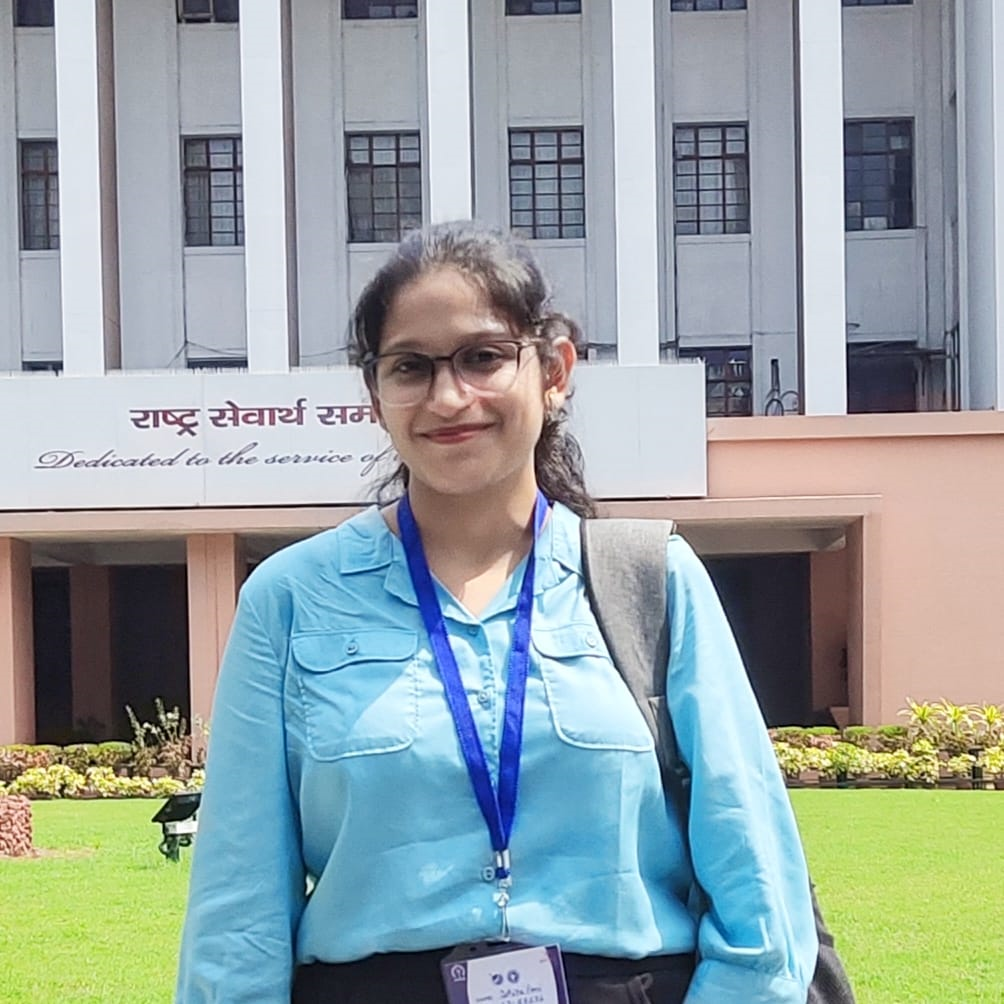 राष्ट्र सेवार्थ सम
Dedicated to the service of